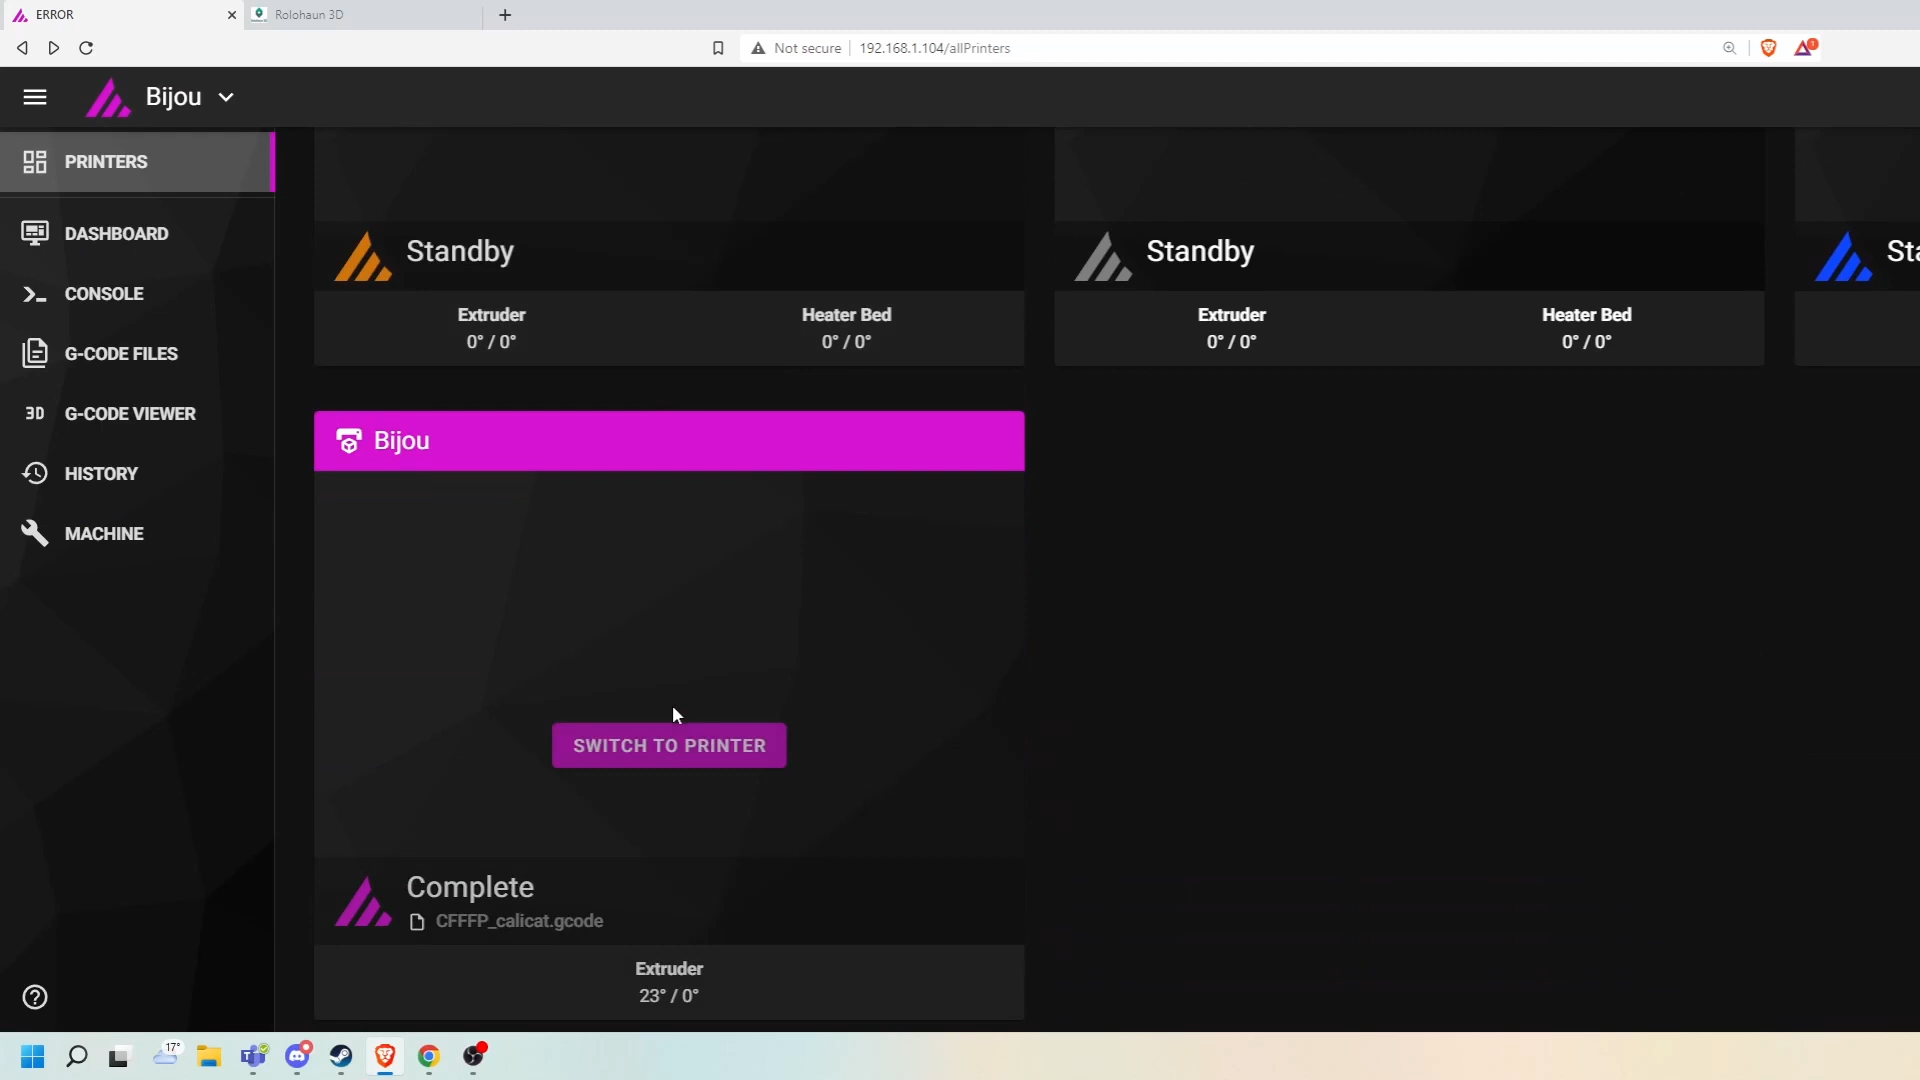 ERROR
Rolohaun 3D
Not secure
192.168.1.104/allPrinters
1
Bijou
PRINTERS
DASHBOARD
CONSOLE
G-CODE FILES
3D G-CODE VIEWER
HISTORY
MACHINE
Standby
Extruder
0° / 0°
Heater Bed
0° / 0°
Standby
Extruder
0° / 0°
Heater Bed
0° / 0°
Sta
Bijou
SWITCH TO PRINTER
Complete
CFFFP_calicat.gcode
Extruder
23° / 0°
17°